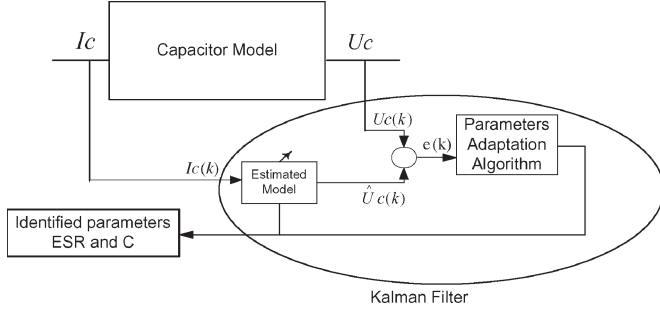 Ic
Capacitor Model
Uc
Uc(k)
e(k)
Parameters
Adaptation
Algorithm
Ic(k)
Estimated
Model
Û c(k)
Identified parameters
ESR and C
Kalman Filter